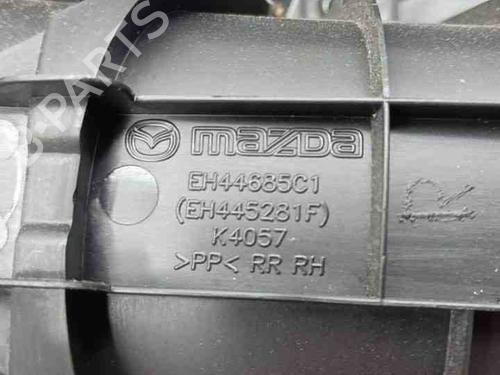 mazda
EH44685C1
(EH445281F)
K4057
>PP< RR RH